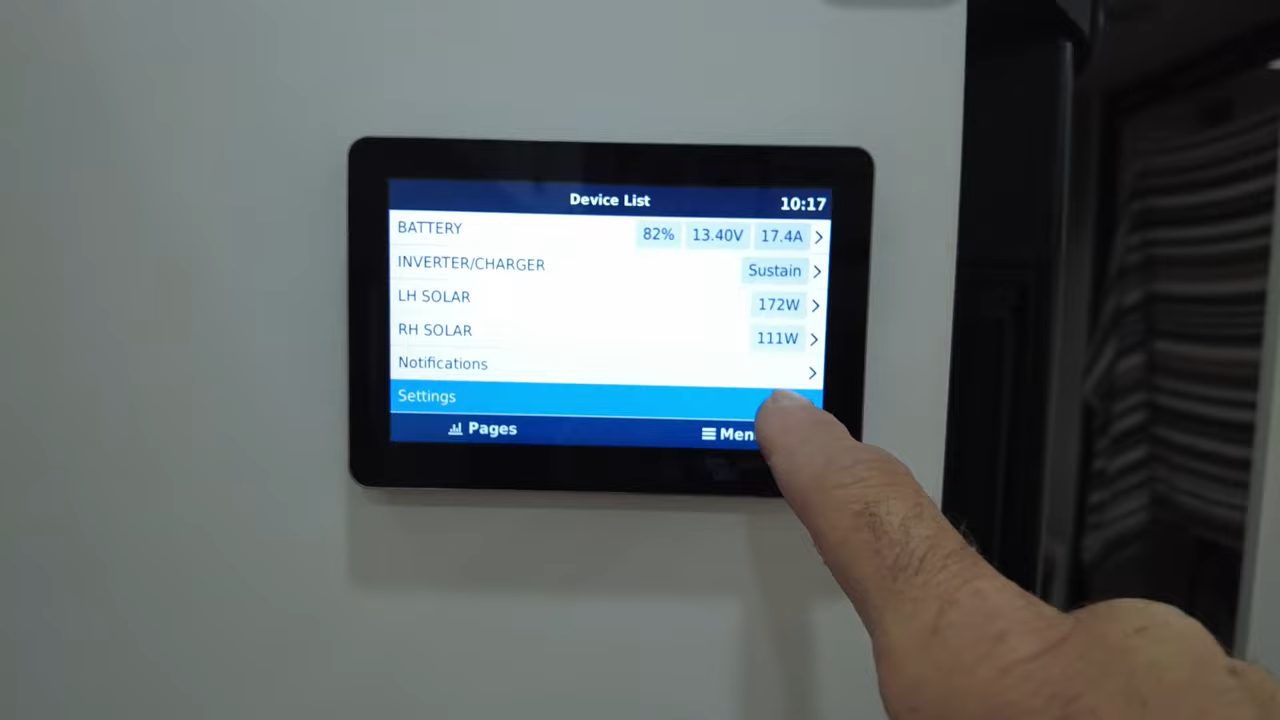 Device List 10:17
BATTERY 82% 13.40V 17.4A
INVERTER/CHARGER Sustain
LH SOLAR 172W
RH SOLAR 111W
Notifications
Settings
Pages Men